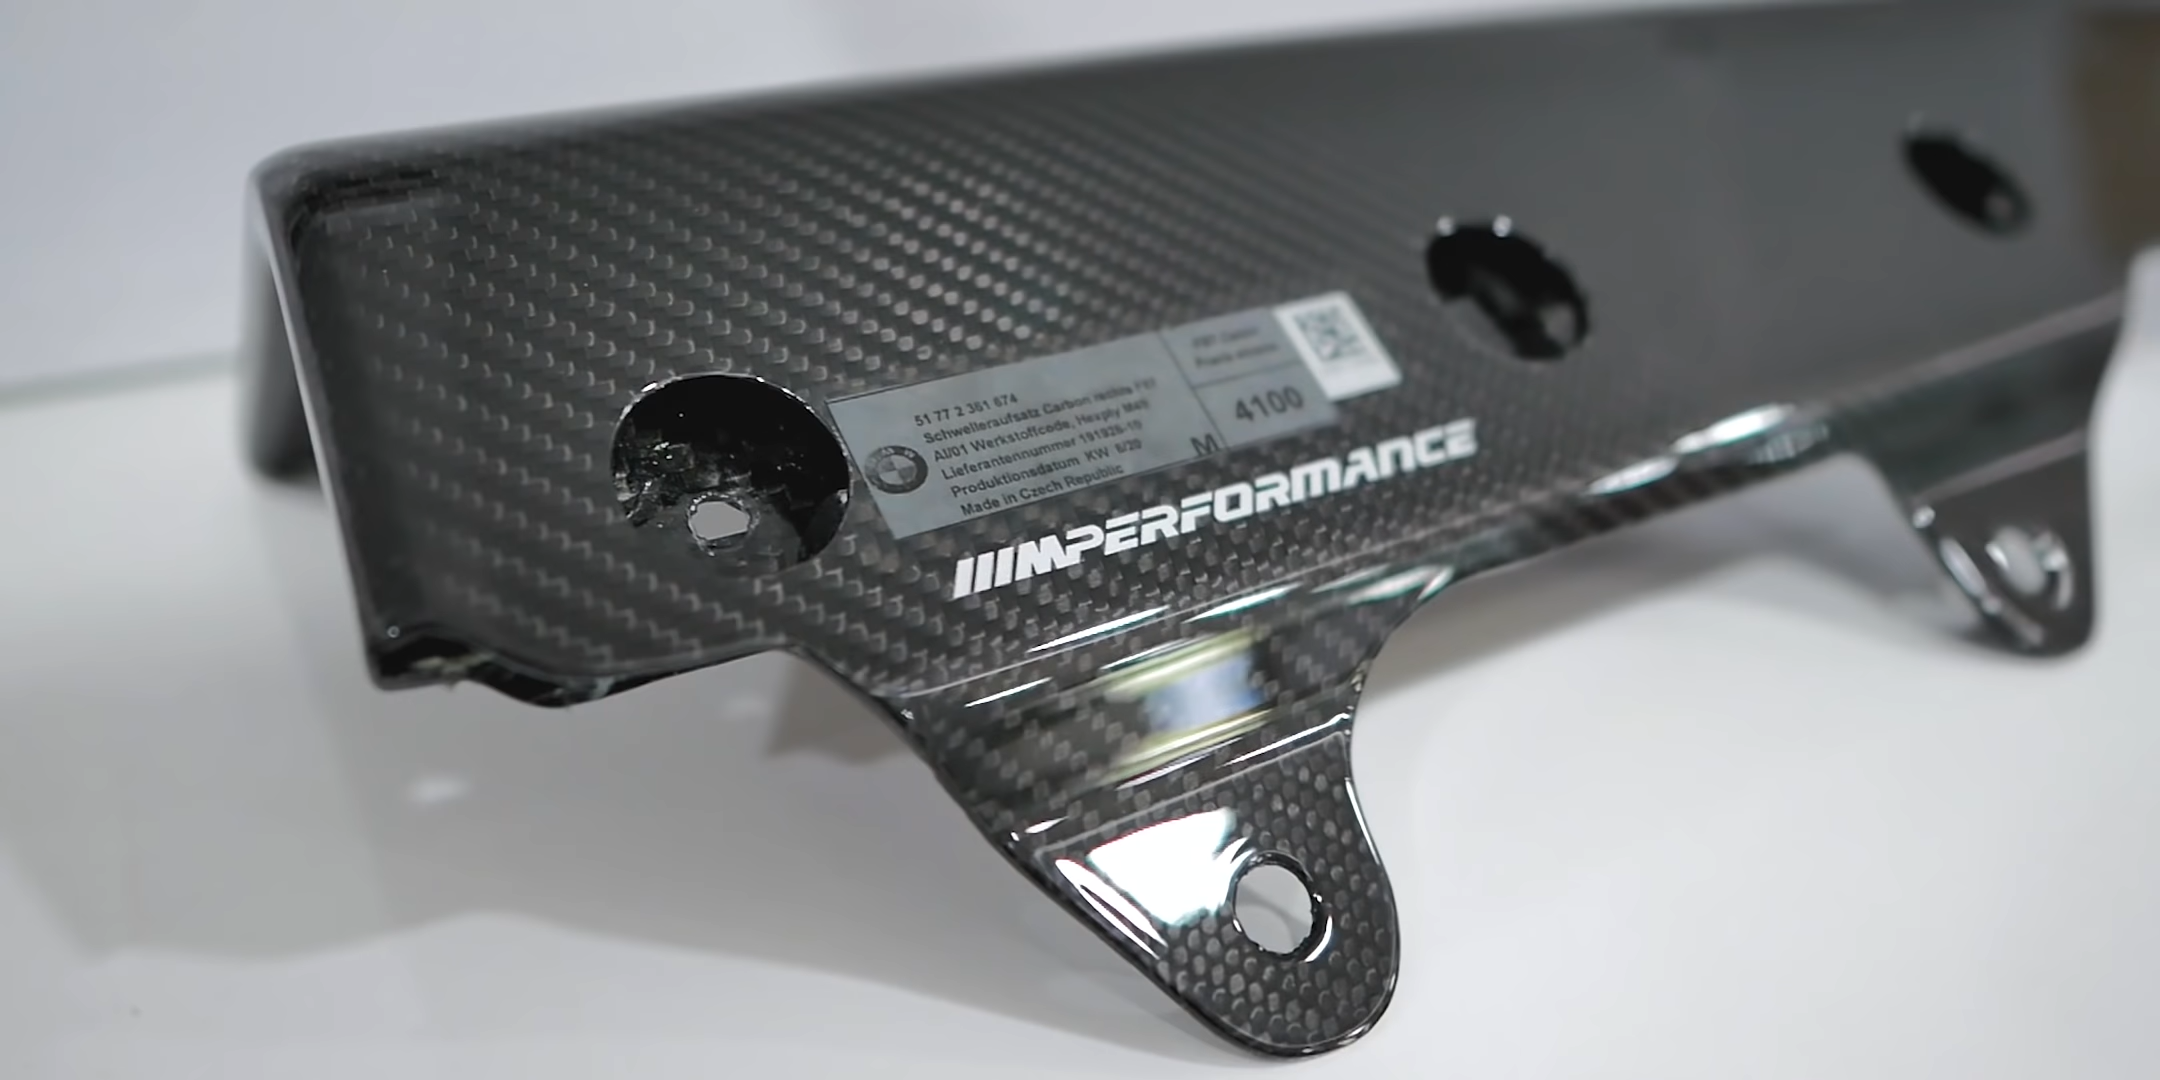 51 77 2 361 674
Schwelleraufsatz Carbon rechts F87
AI/01 Werkstoffcode, Hexply M49
Lieferantennummer 191926-10
Produktionsdatum KW 6/20
Made in Czech Republic
M
4100
MPERFORMANCE